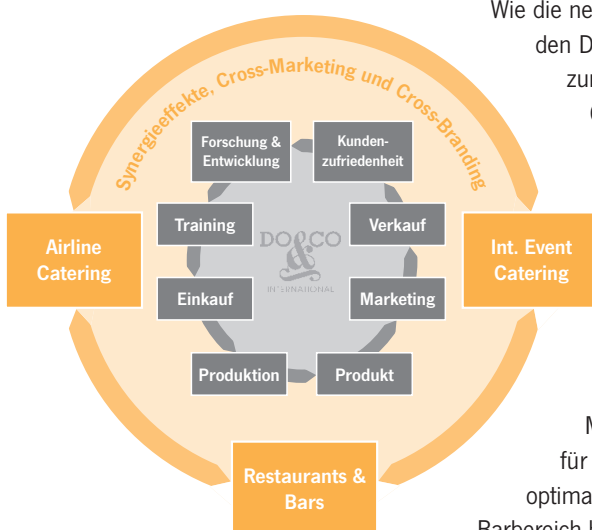 Wie die ne
den D
zur
Synergieeffekte, Cross-Marketing und Cross-Branding
Forschung &
Entwicklung
Kunden-
zufriedenheit
Training
Verkauf
DO&CO
INTERNATIONAL
Airline
Catering
Int. Event
Catering
Einkauf
Marketing
Produktion
Produkt
M
für
optima
Restaurants &
Bars